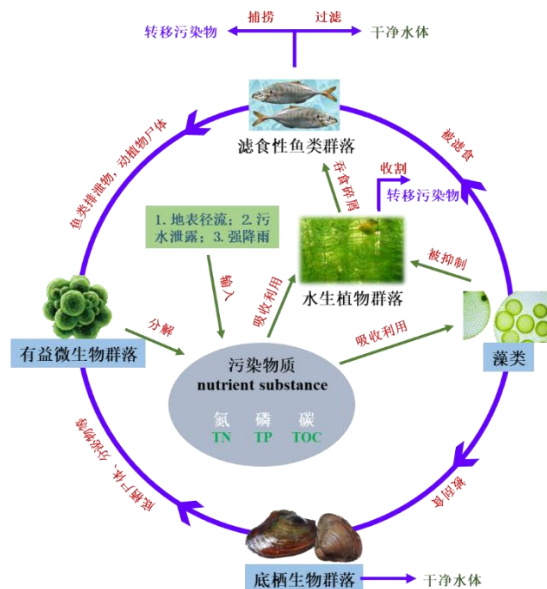 捕捞
过滤
转移污染物
干净水体
滤食性鱼类群落
鱼类排泄物，动植物尸体
被滤食
吞食碎屑
收割
转移污染物
1. 地表径流；2. 污
水泄露；3. 强降雨
输入
吸收利用
水生植物群落
被抑制
有益微生物群落
分解
吸收利用
藻类
污染物质
nutrient substance
氮 磷 碳
TN TP TOC
底栖尸体、分泌物等
被刮食
底栖生物群落
干净水体